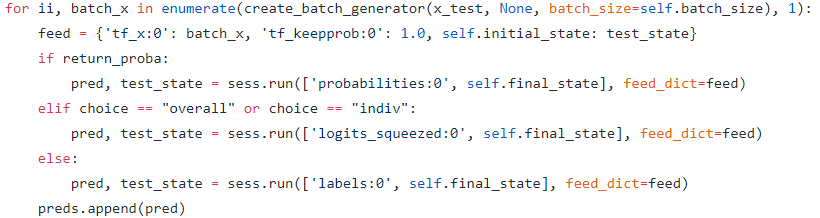 for ii, batch_x in enumerate(create_batch_generator(x_test, None, batch_size=self.batch_size), 1):
    feed = {'tf_x:0': batch_x, 'tf_keepprob:0': 1.0, self.initial_state: test_state}
    if return_proba:
        pred, test_state = sess.run(['probabilities:0', self.final_state], feed_dict=feed)
    elif choice == "overall" or choice == "indiv":
        pred, test_state = sess.run(['logits_squeezed:0', self.final_state], feed_dict=feed)
    else:
        pred, test_state = sess.run(['labels:0', self.final_state], feed_dict=feed)
    preds.append(pred)